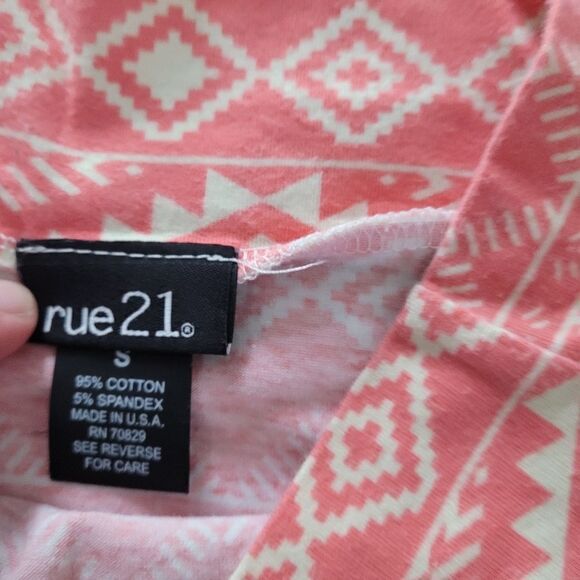 rue21®
S
95% COTTON
5% SPANDEX
MADE IN U.S.A.
RN 70829
SEE REVERSE
FOR CARE